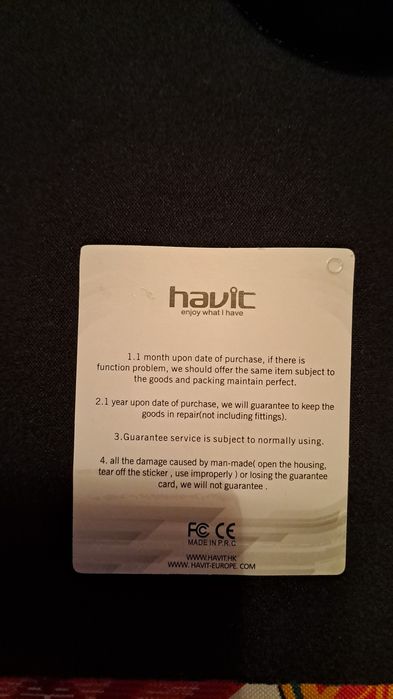 havit
enjoy what I have
1.1 month upon date of purchase, if there is
function problem, we should offer the same item subject to
the goods and packing maintain perfect.
2.1 year upon date of purchase, we will guarantee to keep the
goods in repair(not including fittings).
3.Guarantee service is subject to normally using.
4. all the damage caused by man-made( open the housing,
tear off the sticker , use improperly ) or losing the guarantee
card, we will not guarantee .
FC CE
MADE IN P.R.C
WWW.HAVIT.HK
WWW. HAVIT-EUROPE. COM